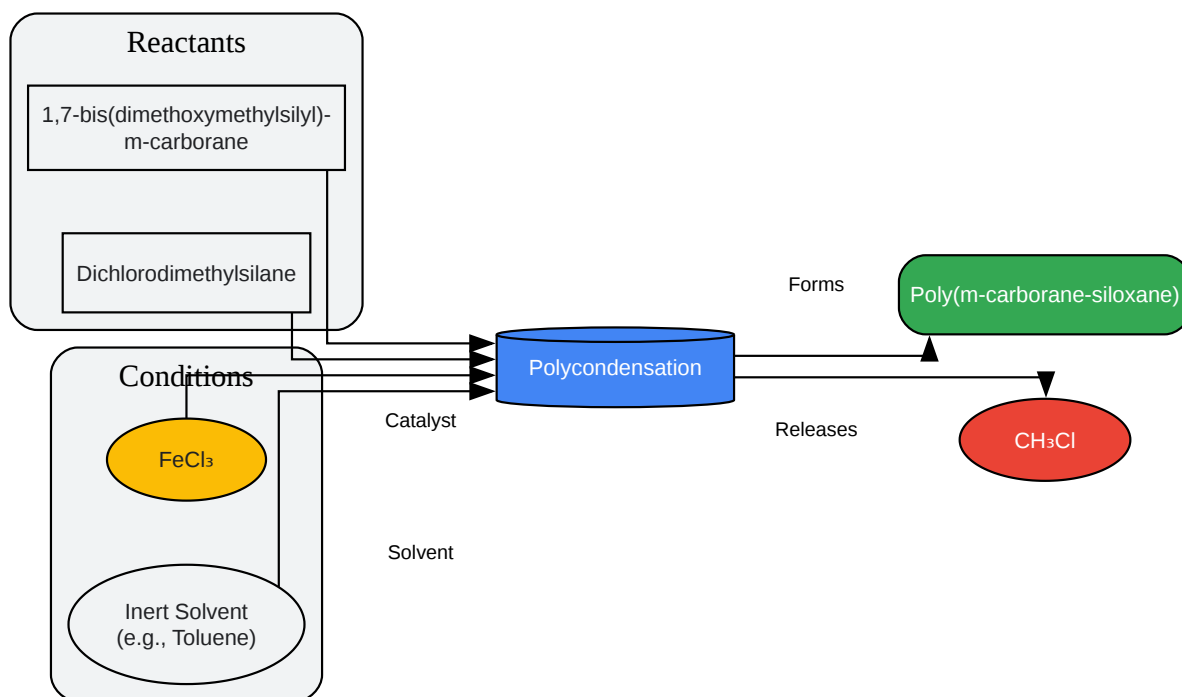 Reactants
1,7-bis(dimethoxymethylsilyl)-
m-carborane
Dichlorodimethylsilane
Conditions
FeCl₃
Inert Solvent
(e.g., Toluene)
Catalyst
Solvent
Polycondensation
Forms
Releases
Poly(m-carborane-siloxane)
CH₃Cl